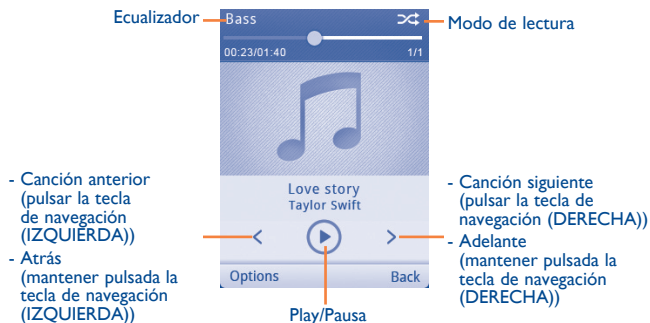 Ecualizador
Bass
Modo de lectura
00:23/01:40
1/1
- Canción anterior
(pulsar la tecla
de navegación
(IZQUIERDA))
- Atrás
(mantener pulsada la
tecla de navegación
(IZQUIERDA))
Love story
Taylor Swift
- Canción siguiente
(pulsar la tecla de
navegación (DERECHA))
- Adelante
(mantener pulsada la
tecla de navegación
(DERECHA))
Options
Back
Play/Pausa